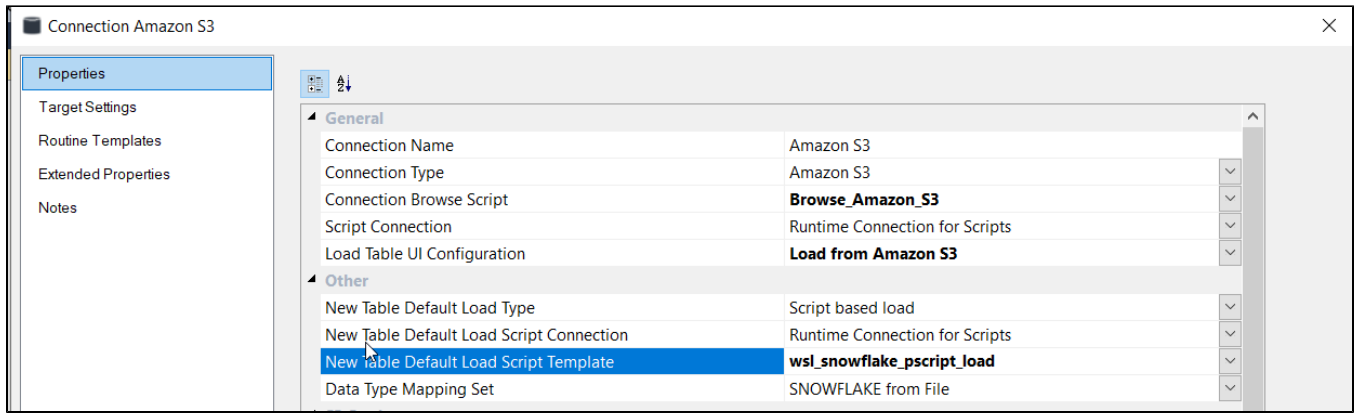 Connection Amazon S3
Properties
Target Settings
Routine Templates
Extended Properties
Notes
General
Connection Name Amazon S3
Connection Type Amazon S3
Connection Browse Script Browse_Amazon_S3
Script Connection Runtime Connection for Scripts
Load Table UI Configuration Load from Amazon S3
Other
New Table Default Load Type Script based load
New Table Default Load Script Connection Runtime Connection for Scripts
New Table Default Load Script Template wsl_snowflake_pscript_load
Data Type Mapping Set SNOWFLAKE from File